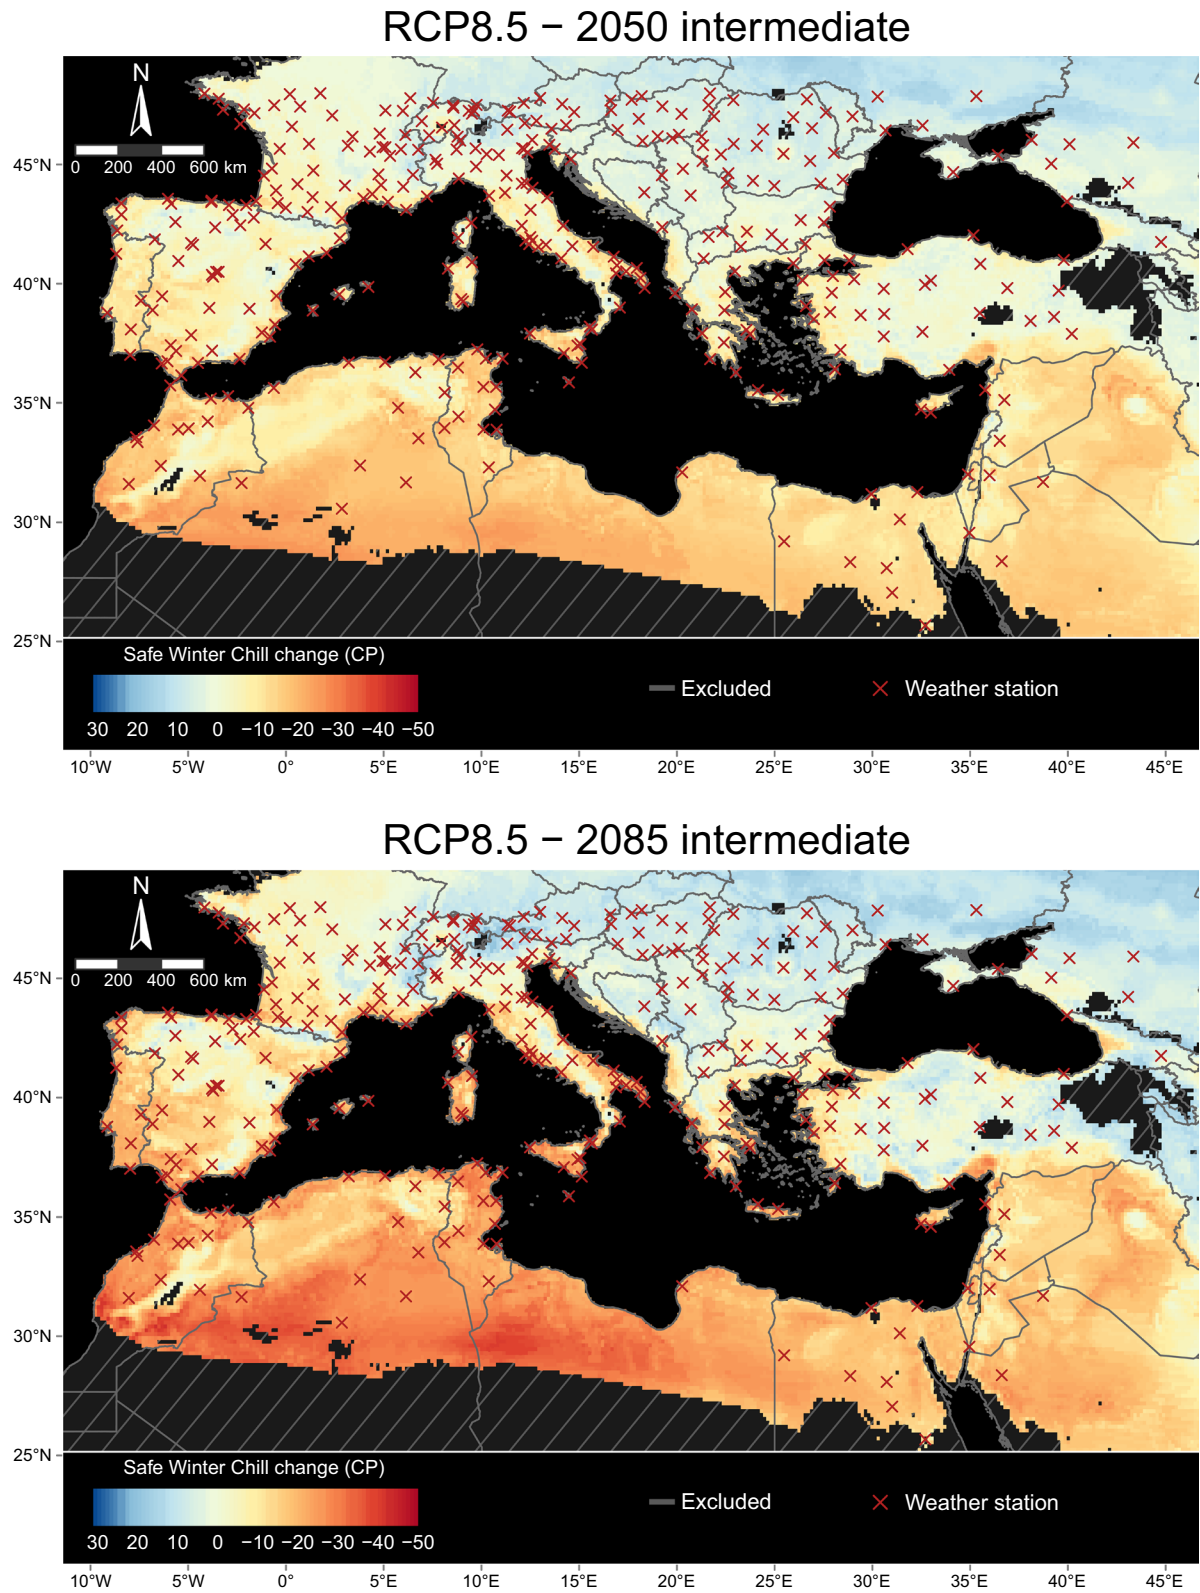 RCP8.5 − 2050 intermediate
N
0 200 400 600 km
45°N
40°N
35°N
30°N
25°N
Safe Winter Chill change (CP)
30 20 10 0 −10 −20 −30 −40 −50
Excluded
Weather station
10°W 5°W 0° 5°E 10°E 15°E 20°E 25°E 30°E 35°E 40°E 45°E
RCP8.5 − 2085 intermediate
N
0 200 400 600 km
45°N
40°N
35°N
30°N
25°N
Safe Winter Chill change (CP)
30 20 10 0 −10 −20 −30 −40 −50
Excluded
Weather station
10°W 5°W 0° 5°E 10°E 15°E 20°E 25°E 30°E 35°E 40°E 45°E